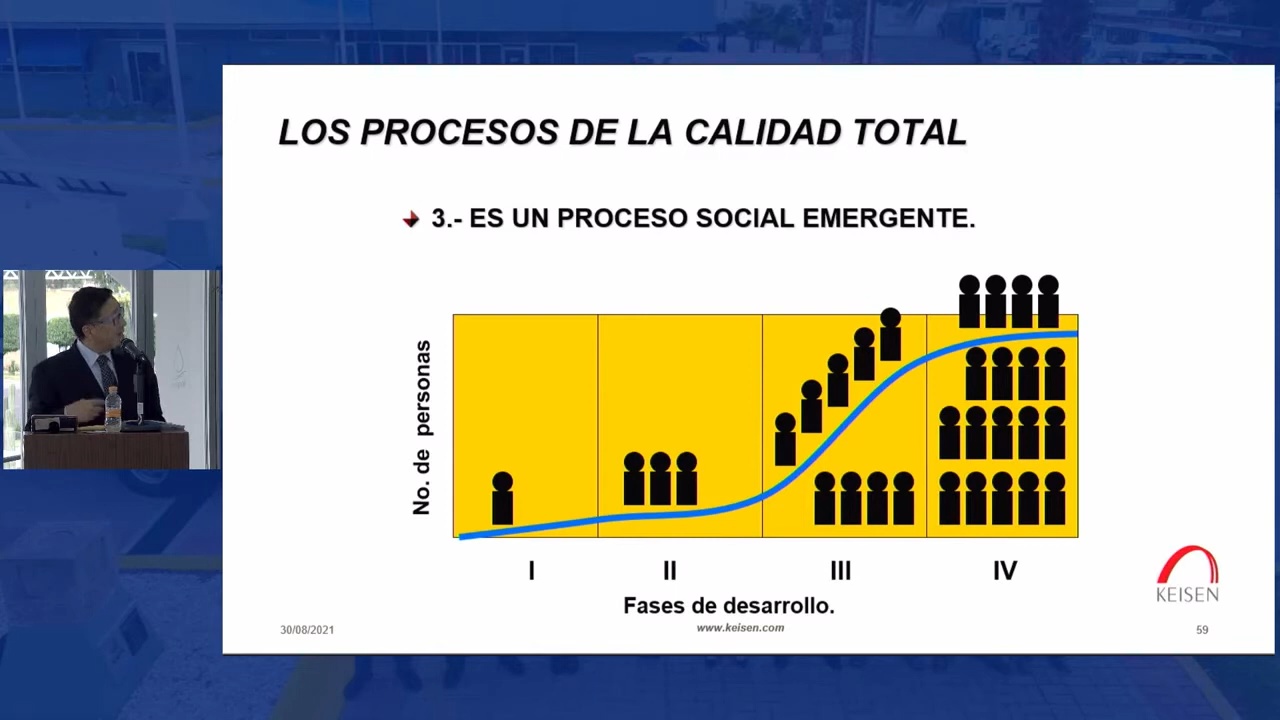 LOS PROCESOS DE LA CALIDAD TOTAL
3.- ES UN PROCESO SOCIAL EMERGENTE.
No. de personas
I II III IV
Fases de desarrollo.
KEISEN
30/08/2021
www.keisen.com
59